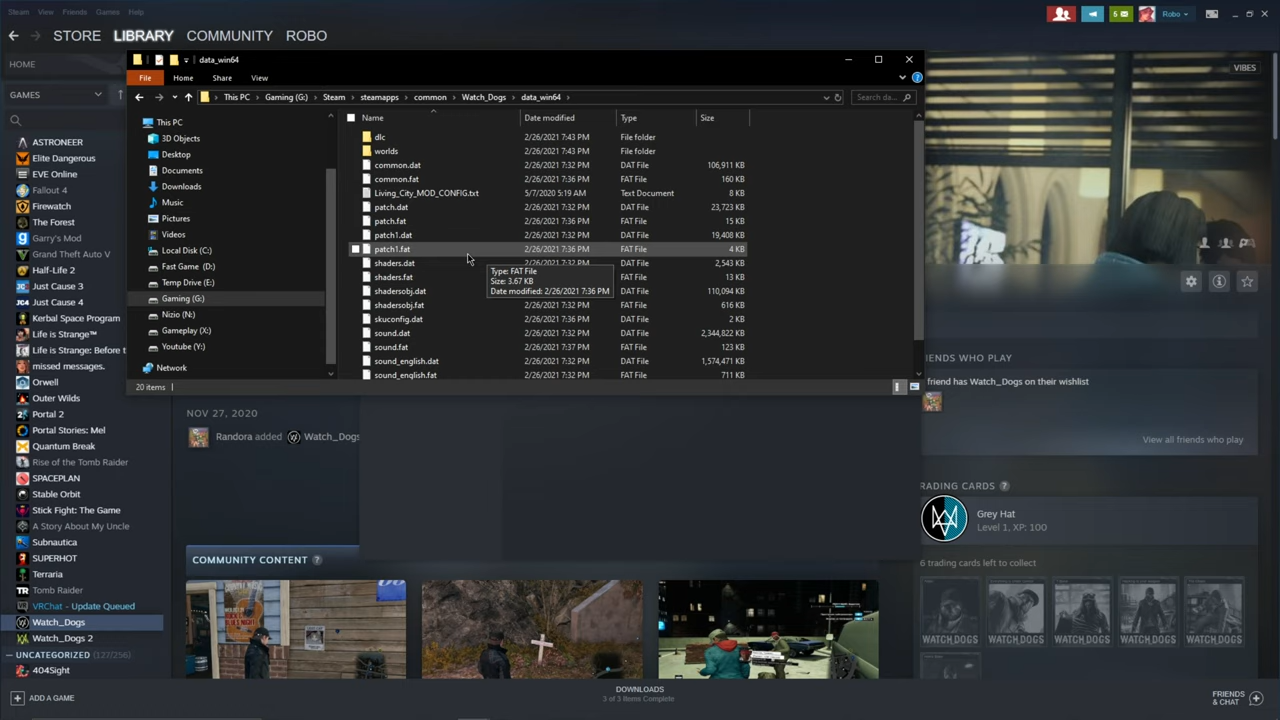 Steam View Friends Games Help
5 Robo
STORE LIBRARY COMMUNITY ROBO
HOME
GAMES
ASTRONEER
Elite Dangerous
EVE Online
Fallout 4
Firewatch
The Forest
Garry's Mod
Grand Theft Auto V
Half-Life 2
Just Cause 3
Just Cause 4
Kerbal Space Program
Life is Strange™
Life is Strange: Before t
missed messages.
Orwell
Outer Wilds
Portal 2
Portal Stories: Mel
Quantum Break
Rise of the Tomb Raider
SPACEPLAN
Stable Orbit
Stick Fight: The Game
A Story About My Uncle
Subnautica
SUPERHOT
Terraria
Tomb Raider
VRChat - Update Queued
Watch_Dogs
Watch_Dogs 2
UNCATEGORIZED (127/256)
404Sight
ADD A GAME
data_win64
File Home Share View
This PC > Gaming (G:) > Steam > steamapps > common > Watch_Dogs > data_win64 >
Search da...
This PC
3D Objects
Desktop
Documents
Downloads
Music
Pictures
Videos
Local Disk (C:)
Fast Game (D:)
Temp Drive (E:)
Gaming (G:)
Nizio (N:)
Gameplay (X:)
Youtube (Y:)
Network
Name Date modified Type Size
dlc 2/26/2021 7:43 PM File folder
worlds 2/26/2021 7:43 PM File folder
common.dat 2/26/2021 7:32 PM DAT File 106,911 KB
common.fat 2/26/2021 7:36 PM FAT File 160 KB
Living_City_MOD_CONFIG.txt 5/7/2020 5:19 AM Text Document 8 KB
patch.dat 2/26/2021 7:32 PM DAT File 23,723 KB
patch.fat 2/26/2021 7:36 PM FAT File 15 KB
patch1.dat 2/26/2021 7:32 PM DAT File 19,408 KB
patch1.fat 2/26/2021 7:36 PM FAT File 4 KB
shaders.dat 2/26/2021 7:32 PM DAT File 2,543 KB
shaders.fat FAT File 13 KB
shadersobj.dat DAT File 110,094 KB
shadersobj.fat 2/26/2021 7:36 PM FAT File 616 KB
skuconfig.dat 2/26/2021 7:32 PM DAT File 2 KB
sound.dat 2/26/2021 7:32 PM DAT File 2,344,822 KB
sound.fat 2/26/2021 7:36 PM FAT File 123 KB
sound_english.dat 2/26/2021 7:32 PM DAT File 1,574,471 KB
sound_english.fat 2/26/2021 7:36 PM FAT File 711 KB
Type: FAT File
Size: 3.67 KB
Date modified: 2/26/2021 7:36 PM
20 items
VIBES
NOV 27, 2020
Randora added Watch_Dogs
COMMUNITY CONTENT ?
FRIENDS WHO PLAY
friend has Watch_Dogs on their wishlist
View all friends who play
TRADING CARDS ?
Grey Hat
Level 1, XP: 100
6 trading cards left to collect
WATCH_DOGS
WATCH_DOGS
WATCH_DOGS
WATCH_DOGS
WATCH_DOGS
DOWNLOADS
3 of 3 Items Complete
FRIENDS
& CHAT